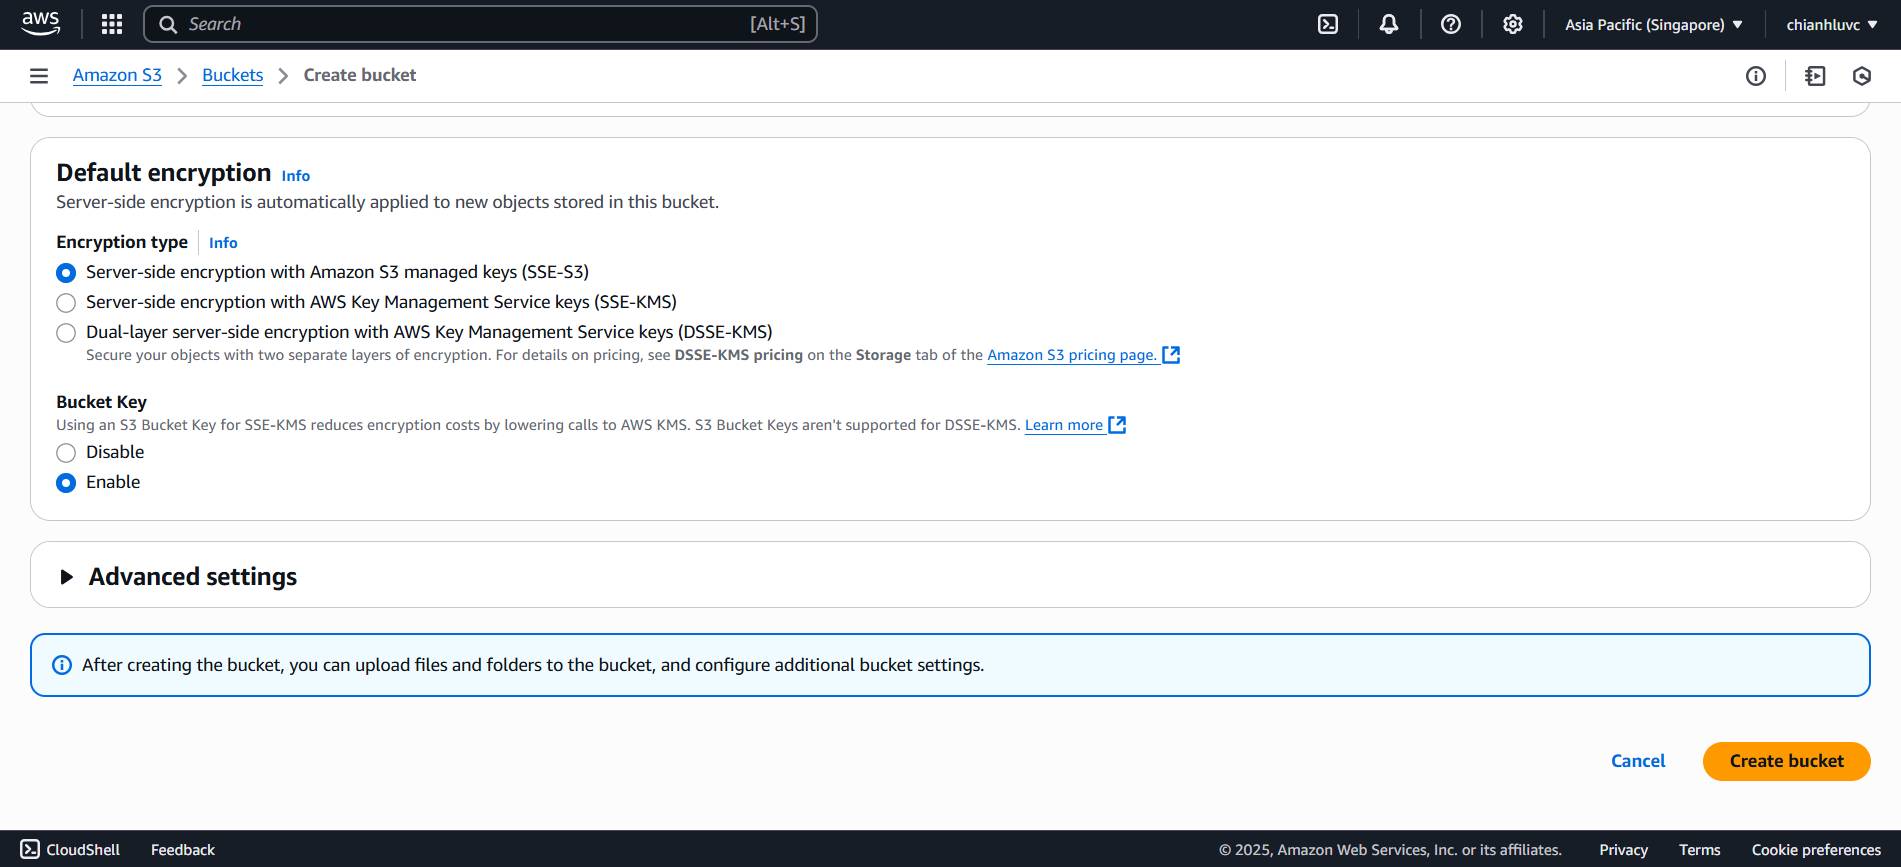 aws
Search [Alt+S]
Asia Pacific (Singapore)
chianhluvc
Amazon S3
Buckets
Create bucket
Default encryption Info
Server-side encryption is automatically applied to new objects stored in this bucket.
Encryption type Info
Server-side encryption with Amazon S3 managed keys (SSE-S3)
Server-side encryption with AWS Key Management Service keys (SSE-KMS)
Dual-layer server-side encryption with AWS Key Management Service keys (DSSE-KMS)
Secure your objects with two separate layers of encryption. For details on pricing, see DSSE-KMS pricing on the Storage tab of the Amazon S3 pricing page.
Bucket Key
Using an S3 Bucket Key for SSE-KMS reduces encryption costs by lowering calls to AWS KMS. S3 Bucket Keys aren't supported for DSSE-KMS. Learn more
Disable
Enable
Advanced settings
After creating the bucket, you can upload files and folders to the bucket, and configure additional bucket settings.
Cancel
Create bucket
CloudShell
Feedback
© 2025, Amazon Web Services, Inc. or its affiliates.
Privacy
Terms
Cookie preferences